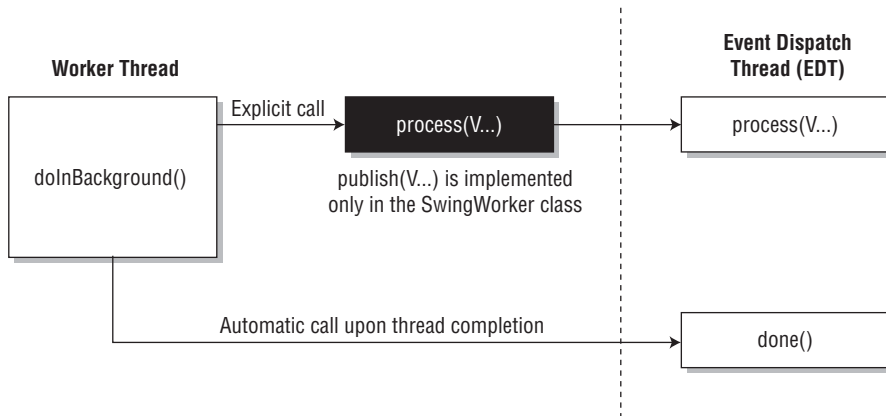 Worker Thread
Event Dispatch
Thread (EDT)
doInBackground()
Explicit call
process(V...)
process(V...)
publish(V...) is implemented
only in the SwingWorker class
Automatic call upon thread completion
done()